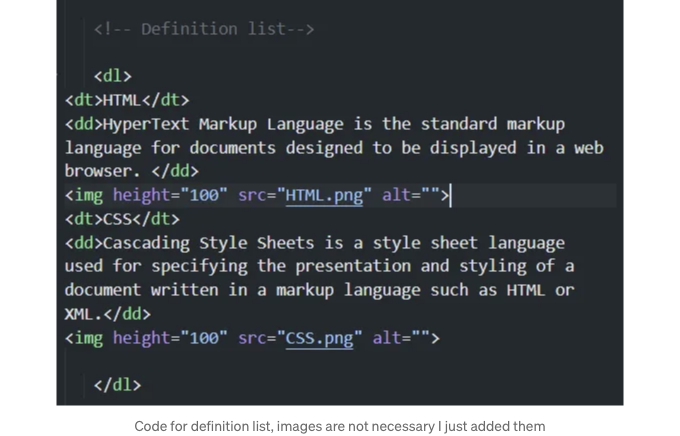 <!-- Definition list-->
<dl>
<dt>HTML</dt>
<dd>HyperText Markup Language is the standard markup
language for documents designed to be displayed in a web
browser. </dd>
<img height="100" src="HTML.png" alt="">
<dt>CSS</dt>
<dd>Cascading Style Sheets is a style sheet language
used for specifying the presentation and styling of a
document written in a markup language such as HTML or
XML.</dd>
<img height="100" src="CSS.png" alt="">
</dl>
Code for definition list, images are not necessary I just added them